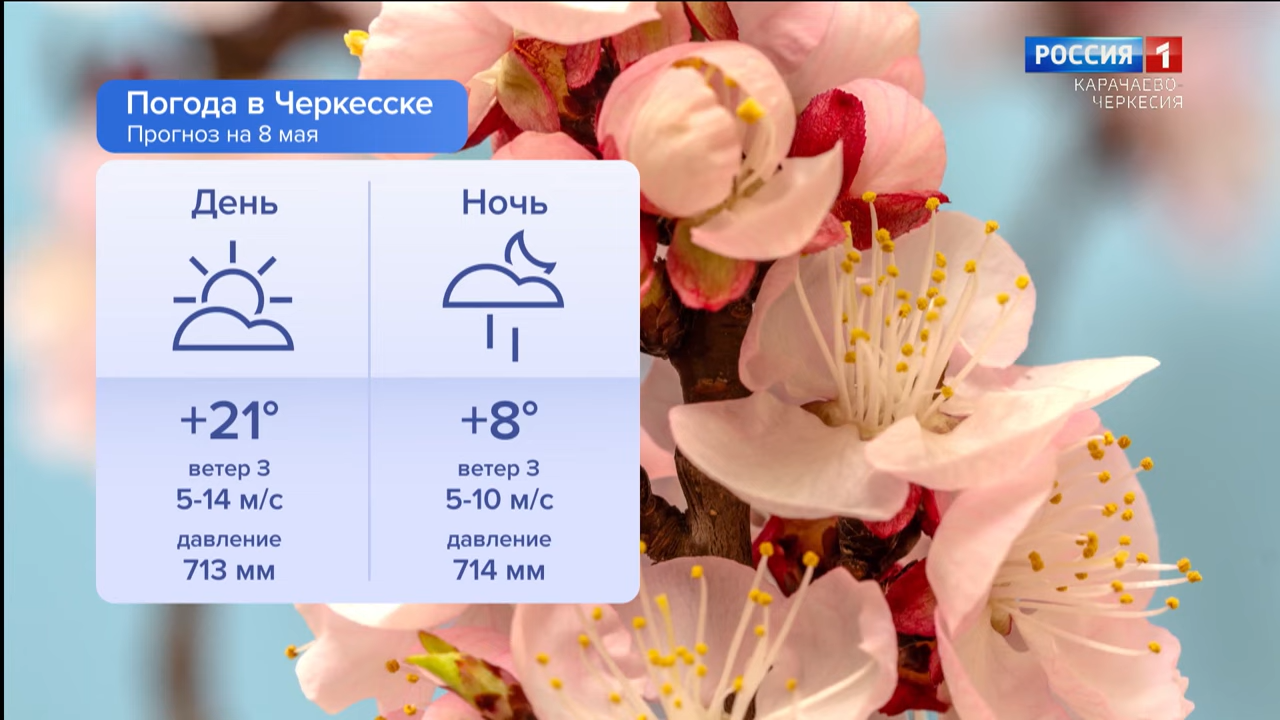 Погода в Черкесске
Прогноз на 8 мая
РОССИЯ 1
КАРАЧАЕВО-
ЧЕРКЕСИЯ
День
Ночь
+21°
+8°
ветер З
ветер З
5-14 м/с
5-10 м/с
давление
давление
713 мм
714 мм